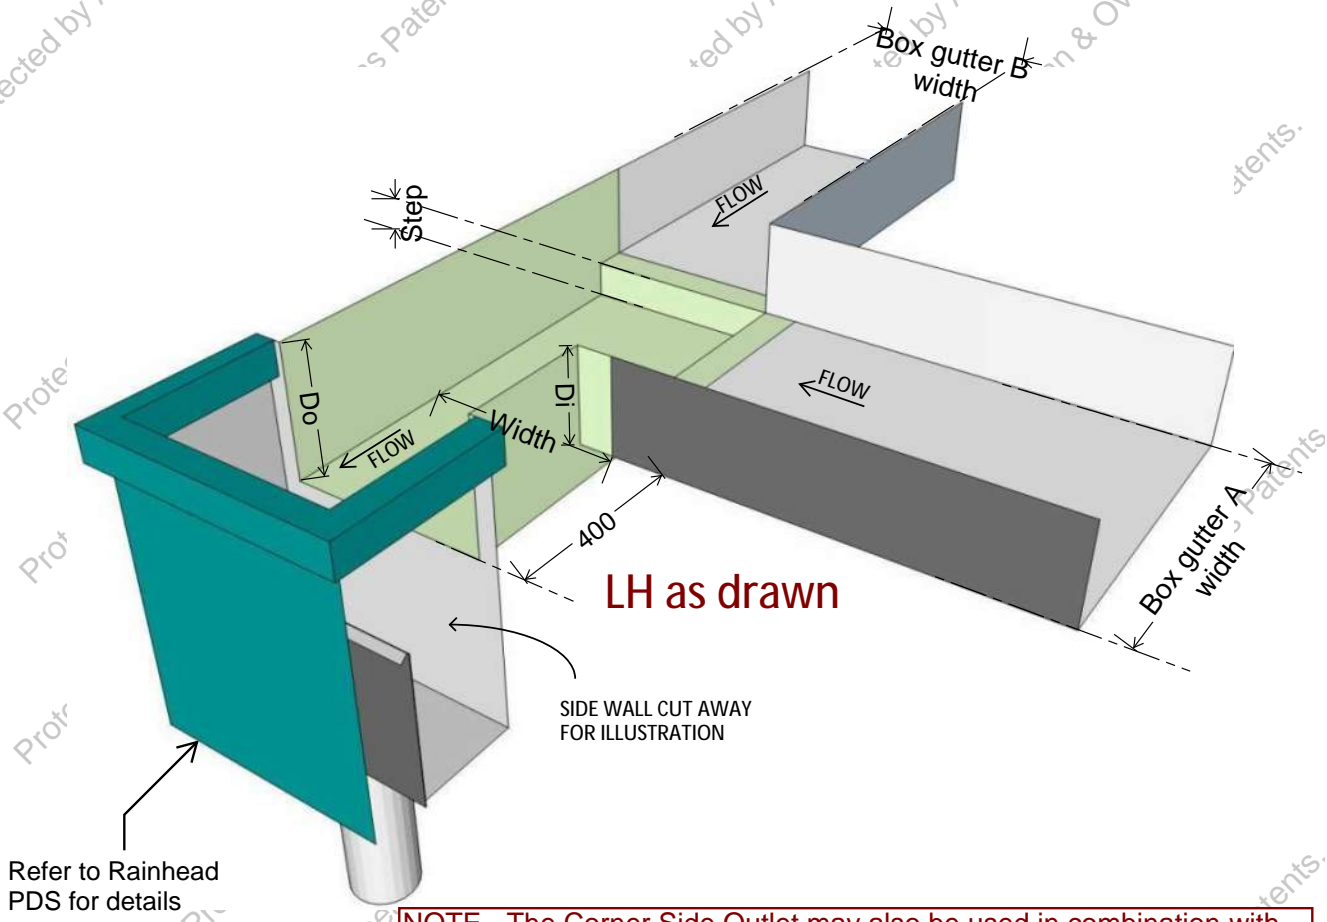 Box gutter B
width
Step
FLOW
Do
Di
FLOW
Width
FLOW
400
LH as drawn
Box gutter A
width
SIDE WALL CUT AWAY
FOR ILLUSTRATION
Refer to Rainhead
PDS for details
NOTE - The Corner Side Outlet may also be used in combination with